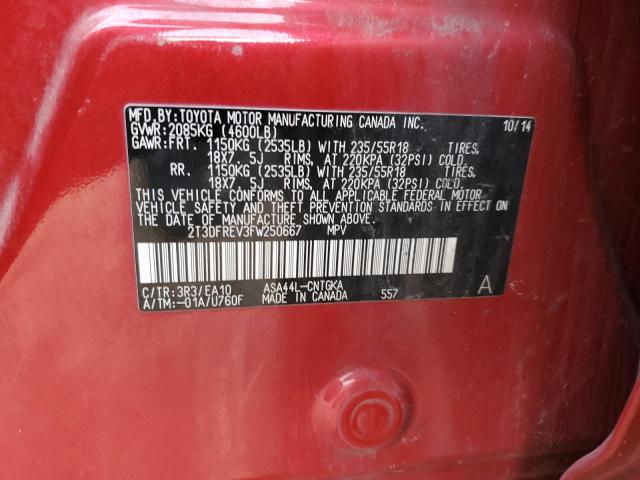 MFD.BY:TOYOTA MOTOR MANUFACTURING CANADA INC. 10/14
GVWR:2085KG (4600LB)
GAWR:FRT. 1150KG (2535LB) WITH 235/55R18 TIRES,
18X7.5J RIMS, AT 220KPA (32PSI) COLD.
RR. 1150KG (2535LB) WITH 235/55R18 TIRES,
18X7.5J RIMS, AT 220KPA (32PSI) COLD.
THIS VEHICLE CONFORMS TO ALL APPLICABLE FEDERAL MOTOR
VEHICLE SAFETY AND THEFT PREVENTION STANDARDS IN EFFECT
ON THE DATE OF MANUFACTURE SHOWN ABOVE.
2T3DFREV3FW250667 MPV
C/TR:3R3/EA10 ASA44L-CNTGKA
A/TM:-01A/U760F MADE IN CANADA 557 A